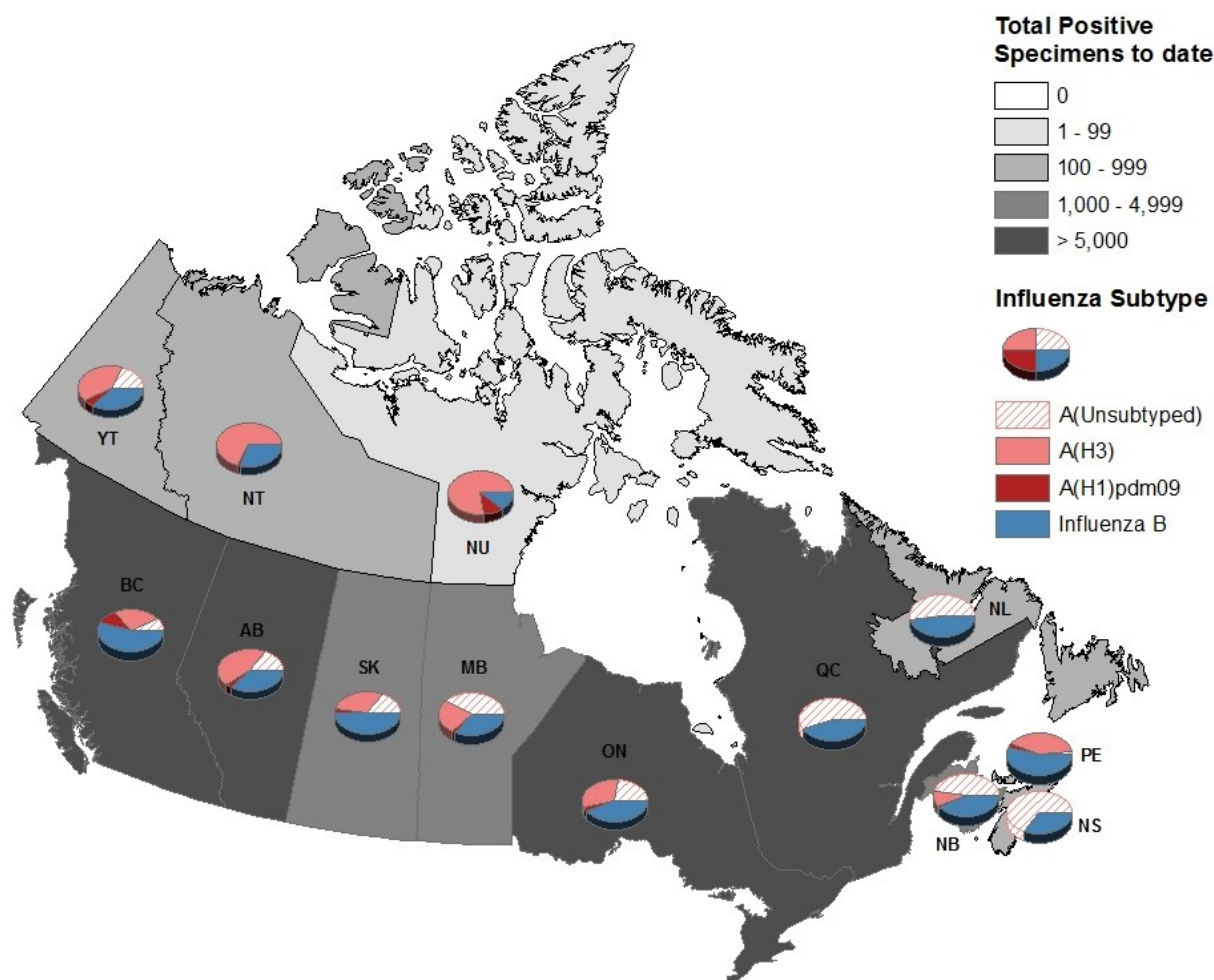 Total Positive
Specimens to date
0
1 - 99
100 - 999
1,000 - 4,999
> 5,000
Influenza Subtype
A(Unsubtyped)
A(H3)
A(H1)pdm09
Influenza B
YT
NT
NU
BC
AB
SK
MB
ON
QC
NL
PE
NB
NS